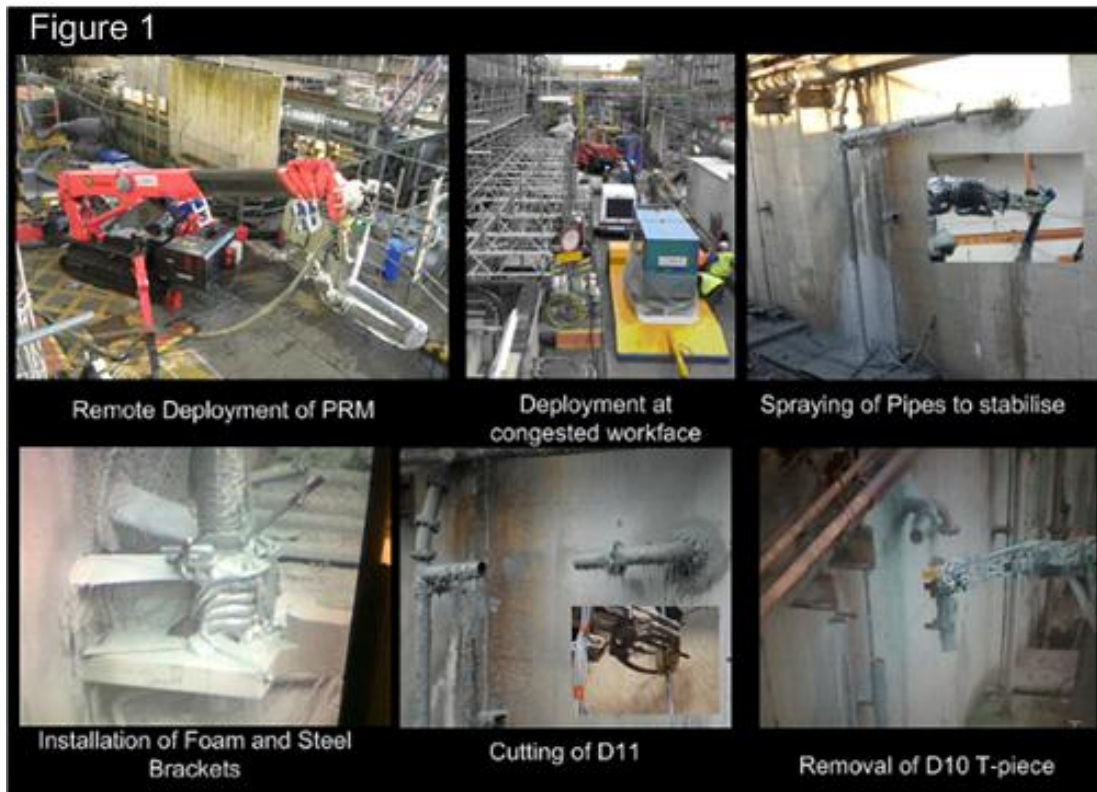 Figure 1
Remote Deployment of PRM
Deployment at
congested workface
Spraying of Pipes to stabilise
Installation of Foam and Steel
Brackets
Cutting of D11
Removal of D10 T-piece